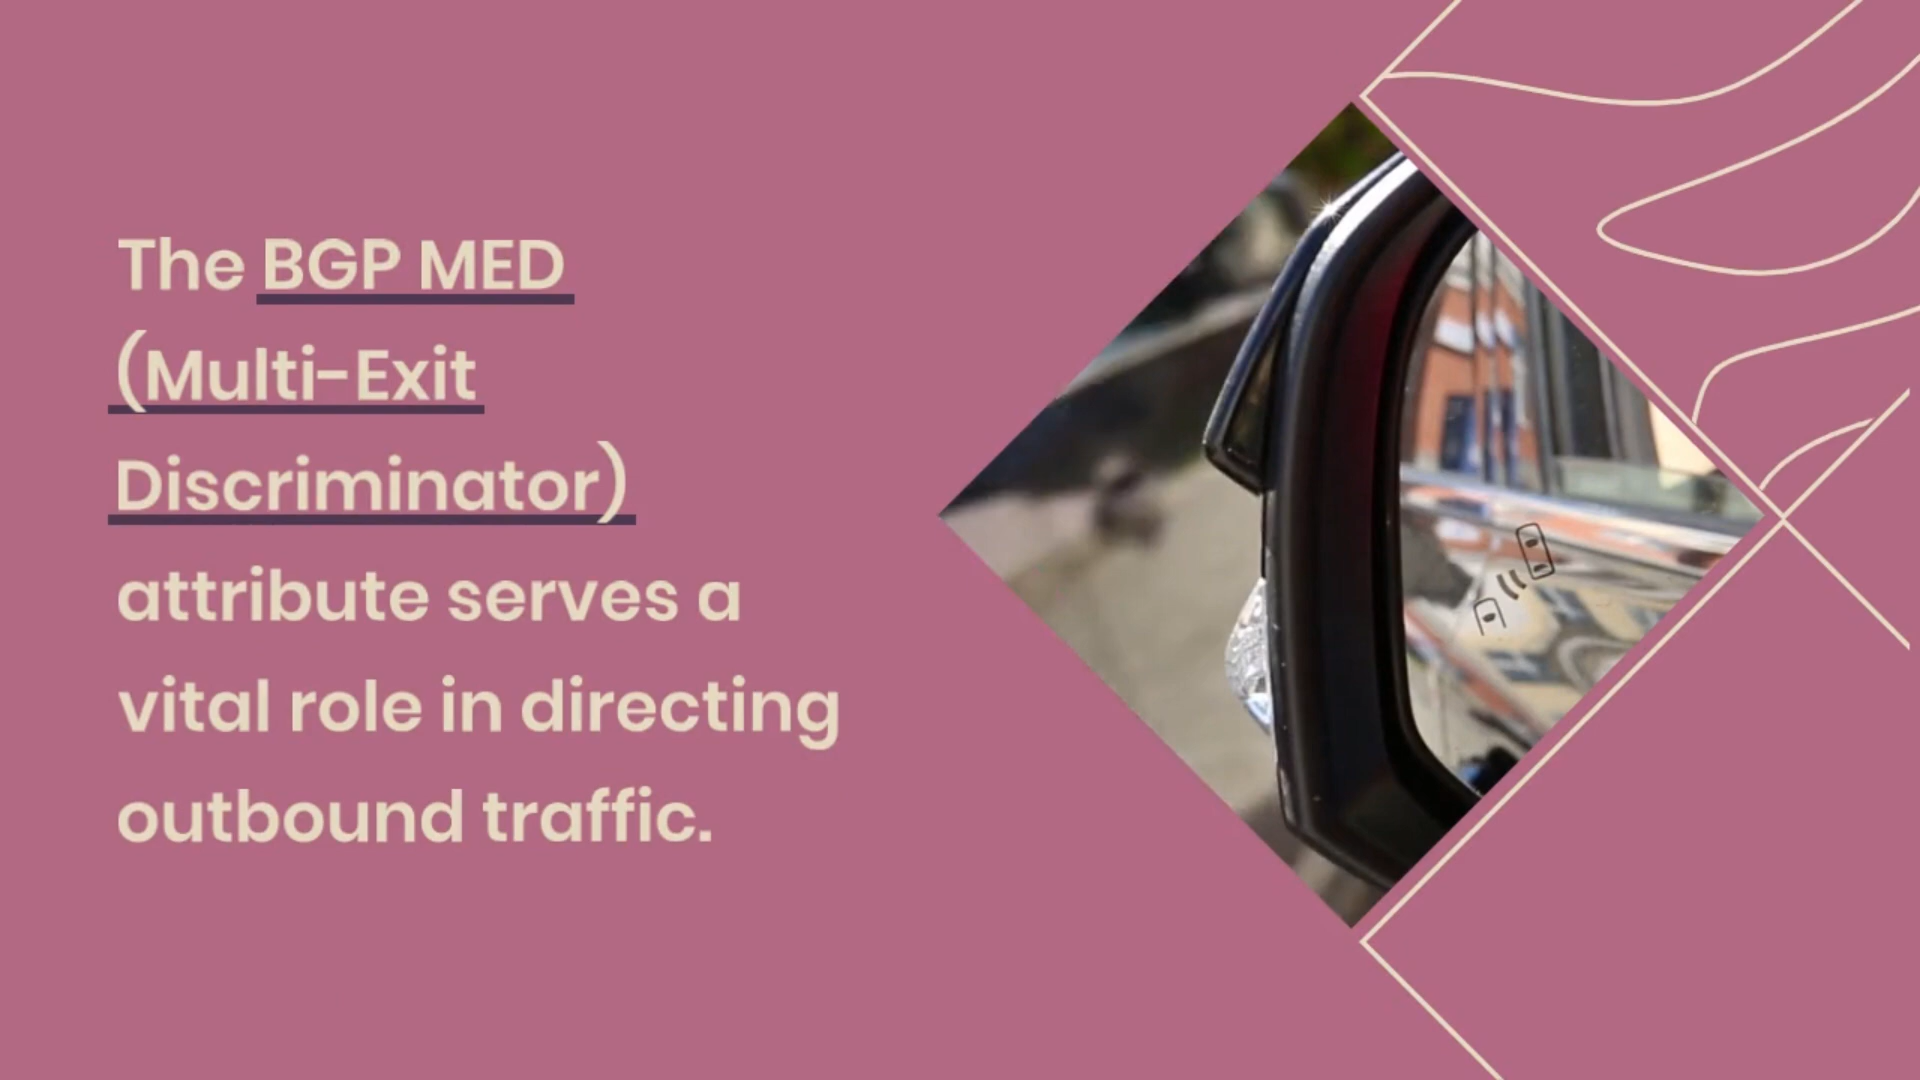 The BGP MED
(Multi-Exit
Discriminator)
attribute serves a
vital role in directing
outbound traffic.